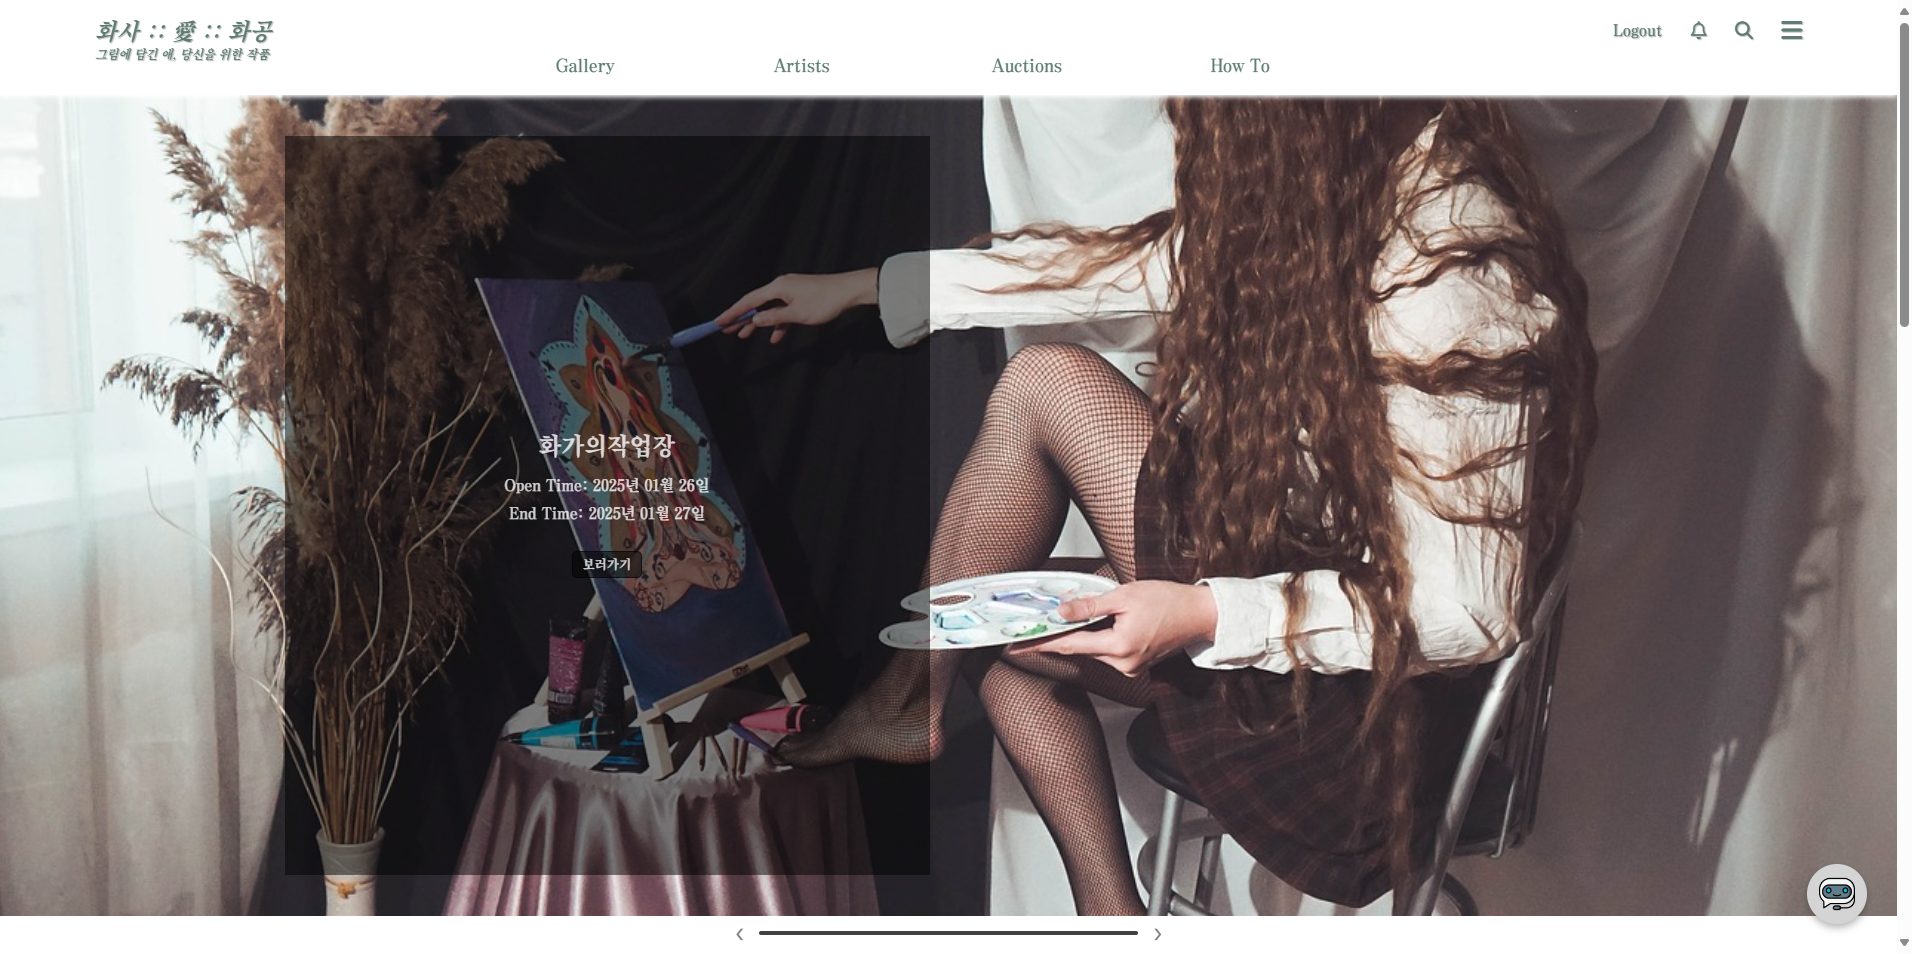 화사 :: 愛 :: 화공
그림에 담긴 애, 당신을 위한 작품
Logout
Gallery
Artists
Auctions
How To
화가의작업장
Open Time: 2025년 01월 26일
End Time: 2025년 01월 27일
보러가기